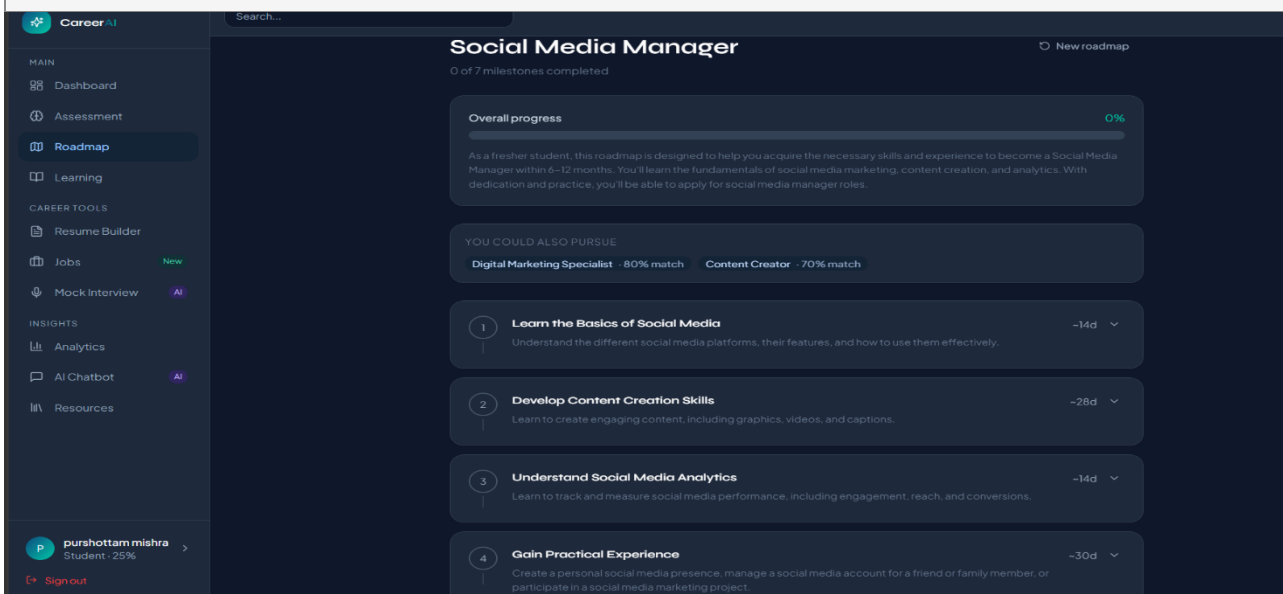 CareerAI
Search...
MAIN
Dashboard
Assessment
Roadmap
Learning
CAREER TOOLS
Resume Builder
Jobs New
Mock Interview AI
INSIGHTS
Analytics
AI Chatbot AI
Resources
P purshottam mishra
Student · 25%
Sign out
Social Media Manager
New roadmap
0 of 7 milestones completed
Overall progress 0%
As a fresher student, this roadmap is designed to help you acquire the necessary skills and experience to become a Social Media
Manager within 6–12 months. You'll learn the fundamentals of social media marketing, content creation, and analytics. With
dedication and practice, you'll be able to apply for social media manager roles.
YOU COULD ALSO PURSUE
Digital Marketing Specialist · 80% match Content Creator · 70% match
1 Learn the Basics of Social Media ~14d
Understand the different social media platforms, their features, and how to use them effectively.
2 Develop Content Creation Skills ~28d
Learn to create engaging content, including graphics, videos, and captions.
3 Understand Social Media Analytics ~14d
Learn to track and measure social media performance, including engagement, reach, and conversions.
4 Gain Practical Experience ~30d
Create a personal social media presence, manage a social media account for a friend or family member, or
participate in a social media marketing project.